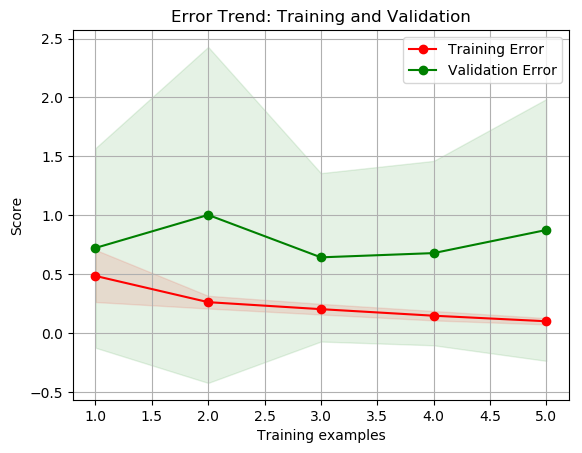 Error Trend: Training and Validation
Training Error
Validation Error
Score
2.5
2.0
1.5
1.0
0.5
0.0
−0.5
1.0 1.5 2.0 2.5 3.0 3.5 4.0 4.5 5.0
Training examples